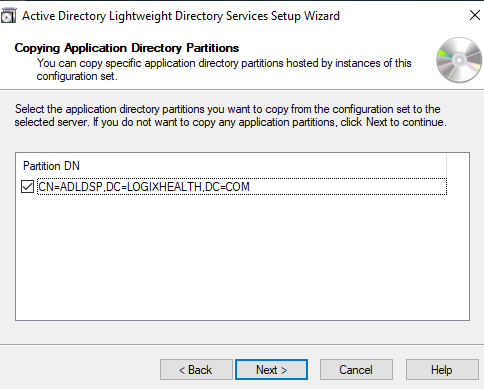 Active Directory Lightweight Directory Services Setup Wizard
Copying Application Directory Partitions
You can copy specific application directory partitions hosted by instances of this
configuration set.
Select the application directory partitions you want to copy from the configuration set to the
selected server. If you do not want to copy any application partitions, click Next to continue.
Partition DN
CN=ADLDSP,DC=LOGIXHEALTH,DC=COM
< Back Next > Cancel Help